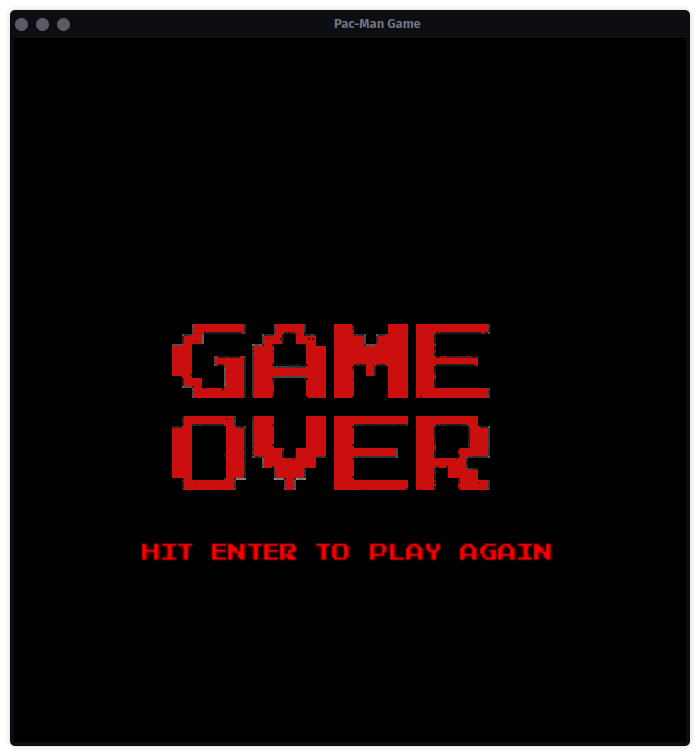 Pac-Man Game
GAME
OVER
HIT ENTER TO PLAY AGAIN